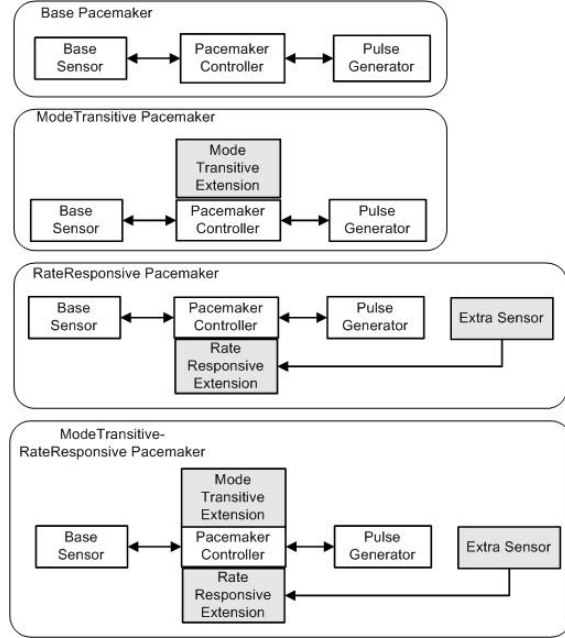 Base Pacemaker
Base
Sensor
Pacemaker
Controller
Pulse
Generator
ModeTransitive Pacemaker
Mode
Transitive
Extension
Base
Sensor
Pacemaker
Controller
Pulse
Generator
RateResponsive Pacemaker
Base
Sensor
Pacemaker
Controller
Pulse
Generator
Extra Sensor
Rate
Responsive
Extension
ModeTransitive-
RateResponsive Pacemaker
Mode
Transitive
Extension
Base
Sensor
Pacemaker
Controller
Pulse
Generator
Extra Sensor
Rate
Responsive
Extension